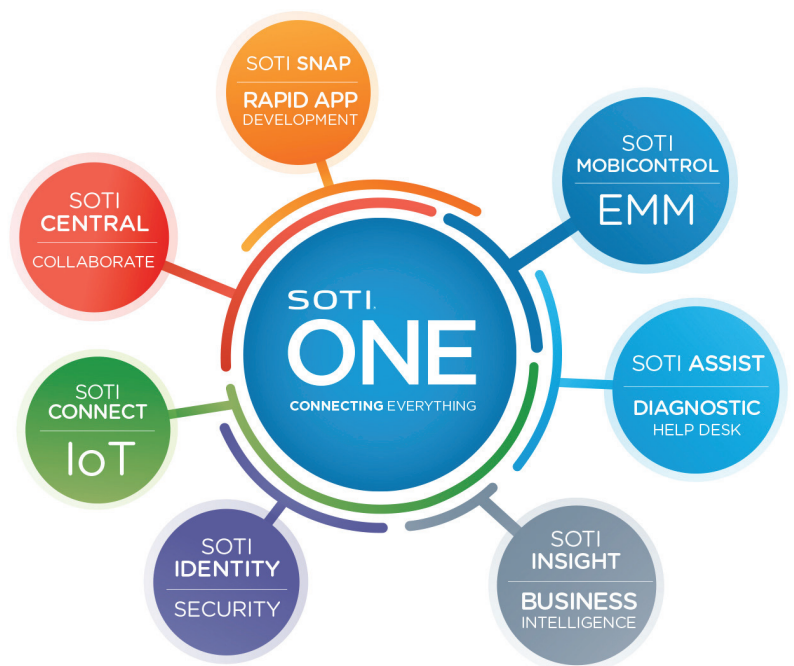 SOTI SNAP
RAPID APP
DEVELOPMENT
SOTI
MOBICONTROL
EMM
SOTI
CENTRAL
COLLABORATE
SOTI.
ONE
CONNECTING EVERYTHING
SOTI ASSIST
DIAGNOSTIC
HELP DESK
SOTI
CONNECT
IoT
SOTI
IDENTITY
SECURITY
SOTI
INSIGHT
BUSINESS
INTELLIGENCE